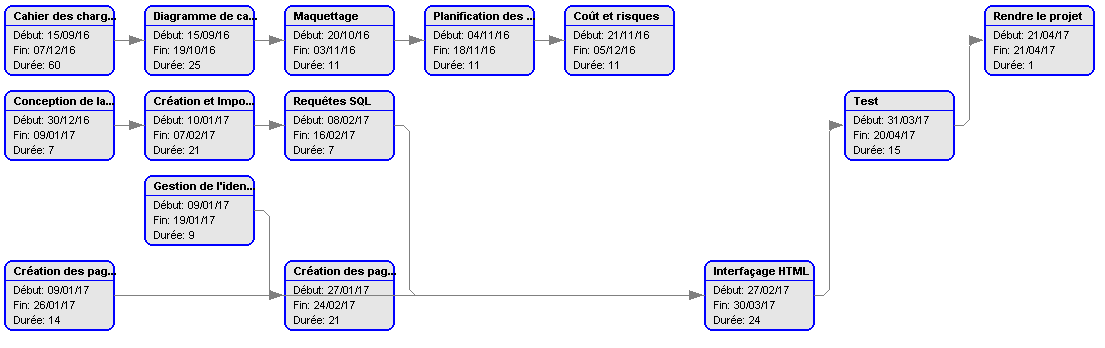 Cahier des charg...
Début: 15/09/16
Fin: 07/12/16
Durée: 60
Diagramme de ca...
Début: 15/09/16
Fin: 19/10/16
Durée: 25
Maquettage
Début: 20/10/16
Fin: 03/11/16
Durée: 11
Planification des ...
Début: 04/11/16
Fin: 18/11/16
Durée: 11
Coût et risques
Début: 21/11/16
Fin: 05/12/16
Durée: 11
Rendre le projet
Début: 21/04/17
Fin: 21/04/17
Durée: 1
Conception de la...
Début: 30/12/16
Fin: 09/01/17
Durée: 7
Création et Impo...
Début: 10/01/17
Fin: 07/02/17
Durée: 21
Requêtes SQL
Début: 08/02/17
Fin: 16/02/17
Durée: 7
Test
Début: 31/03/17
Fin: 20/04/17
Durée: 15
Gestion de l'iden...
Début: 09/01/17
Fin: 19/01/17
Durée: 9
Création des pag...
Début: 09/01/17
Fin: 26/01/17
Durée: 14
Création des pag...
Début: 27/01/17
Fin: 24/02/17
Durée: 21
Interfaçage HTML
Début: 27/02/17
Fin: 30/03/17
Durée: 24